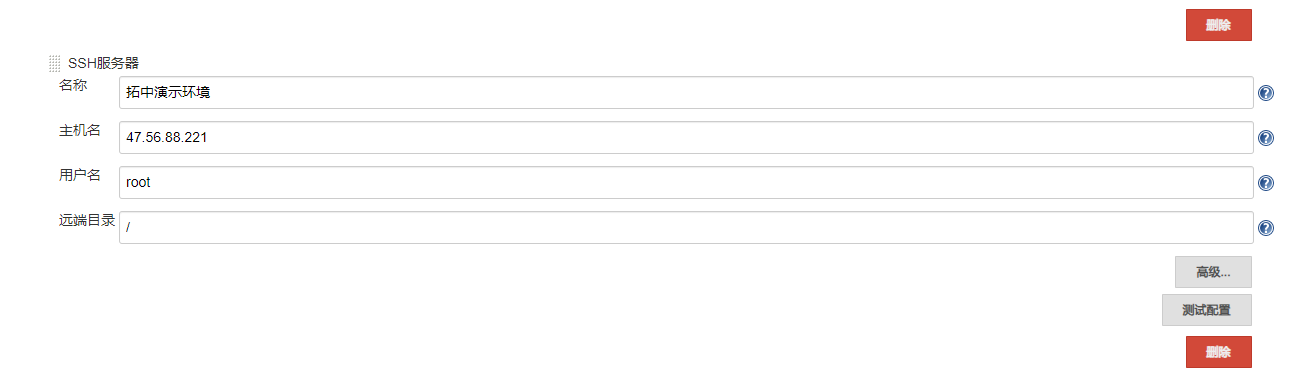 删除
SSH服务器
名称
拓中演示环境
主机名
47.56.88.221
用户名
root
远端目录
/
高级...
测试配置
删除